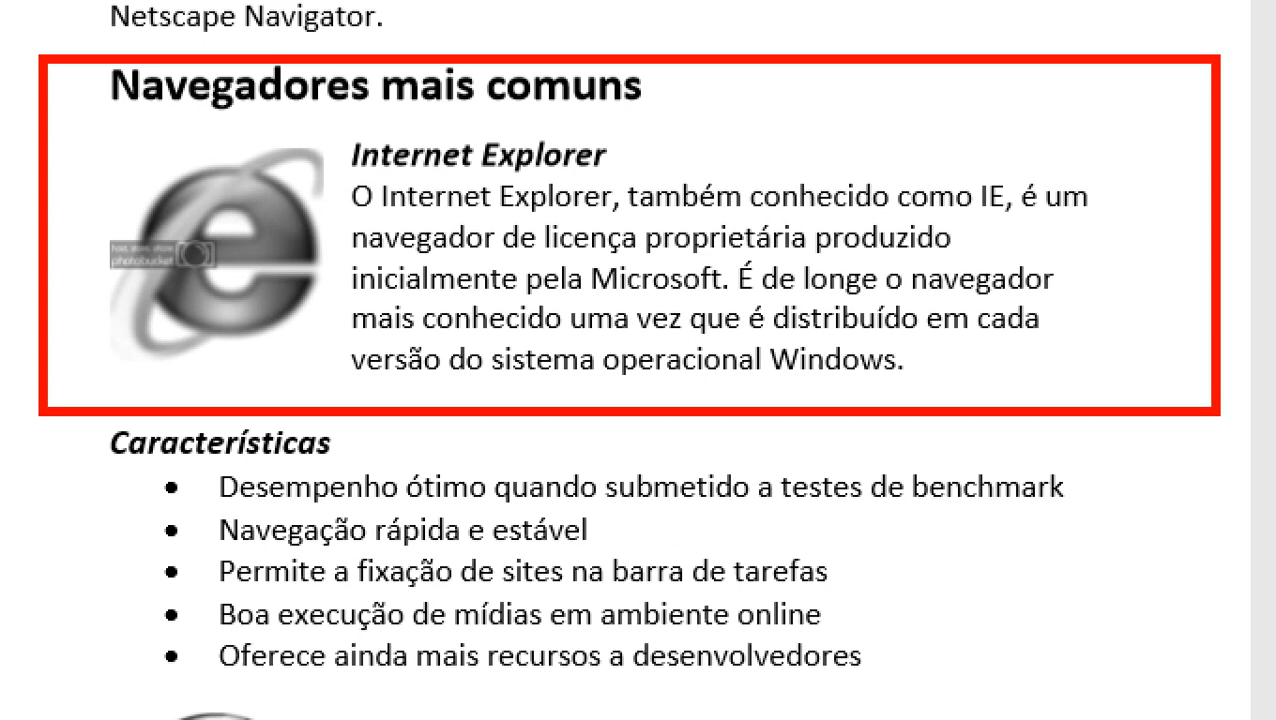 Netscape Navigator.
Navegadores mais comuns
Internet Explorer
O Internet Explorer, também conhecido como IE, é um
navegador de licença proprietária produzido
inicialmente pela Microsoft. É de longe o navegador
mais conhecido uma vez que é distribuído em cada
versão do sistema operacional Windows.
photobucket
Características
• Desempenho ótimo quando submetido a testes de benchmark
• Navegação rápida e estável
• Permite a fixação de sites na barra de tarefas
• Boa execução de mídias em ambiente online
• Oferece ainda mais recursos a desenvolvedores